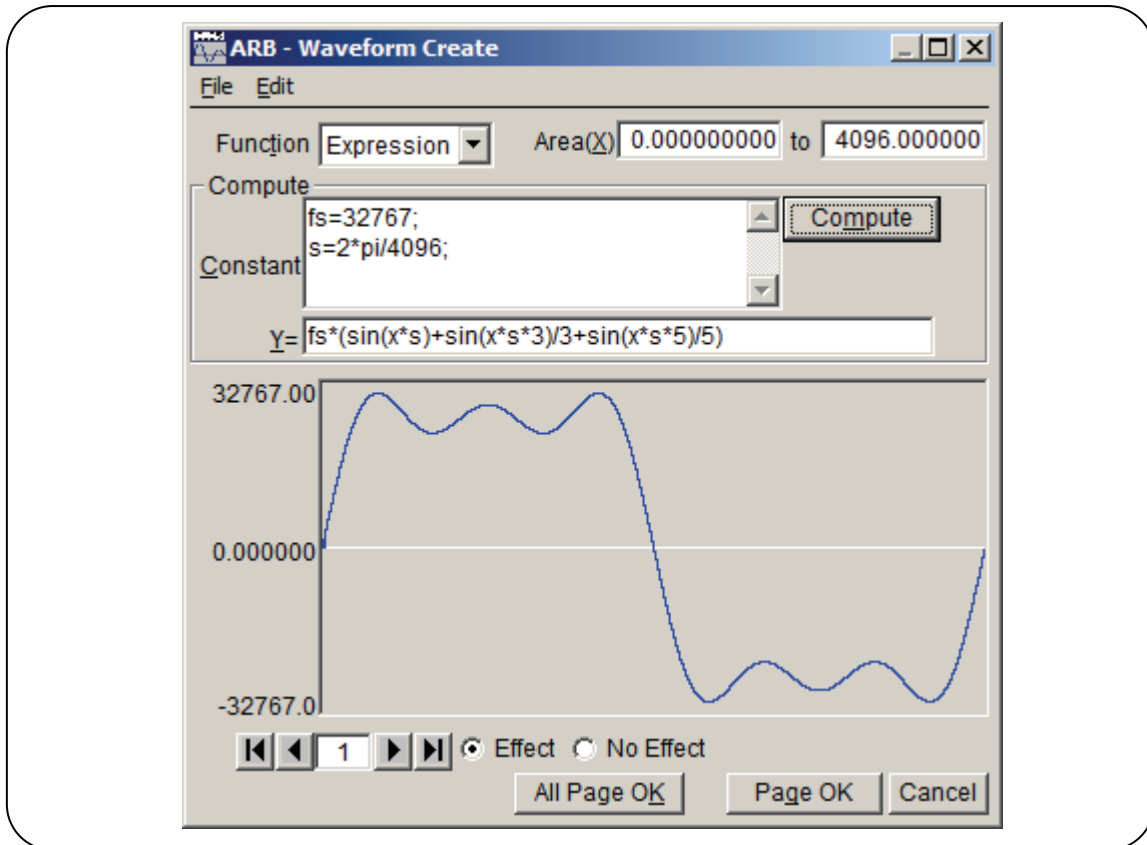 ARB - Waveform Create
File Edit
Function Expression Area(X) 0.000000000 to 4096.000000
Compute
fs=32767;
s=2*pi/4096;
Constant
Compute
Y= fs*(sin(x*s)+sin(x*s*3)/3+sin(x*s*5)/5)
32767.00
0.000000
-32767.0
1 Effect No Effect
All Page OK Page OK Cancel